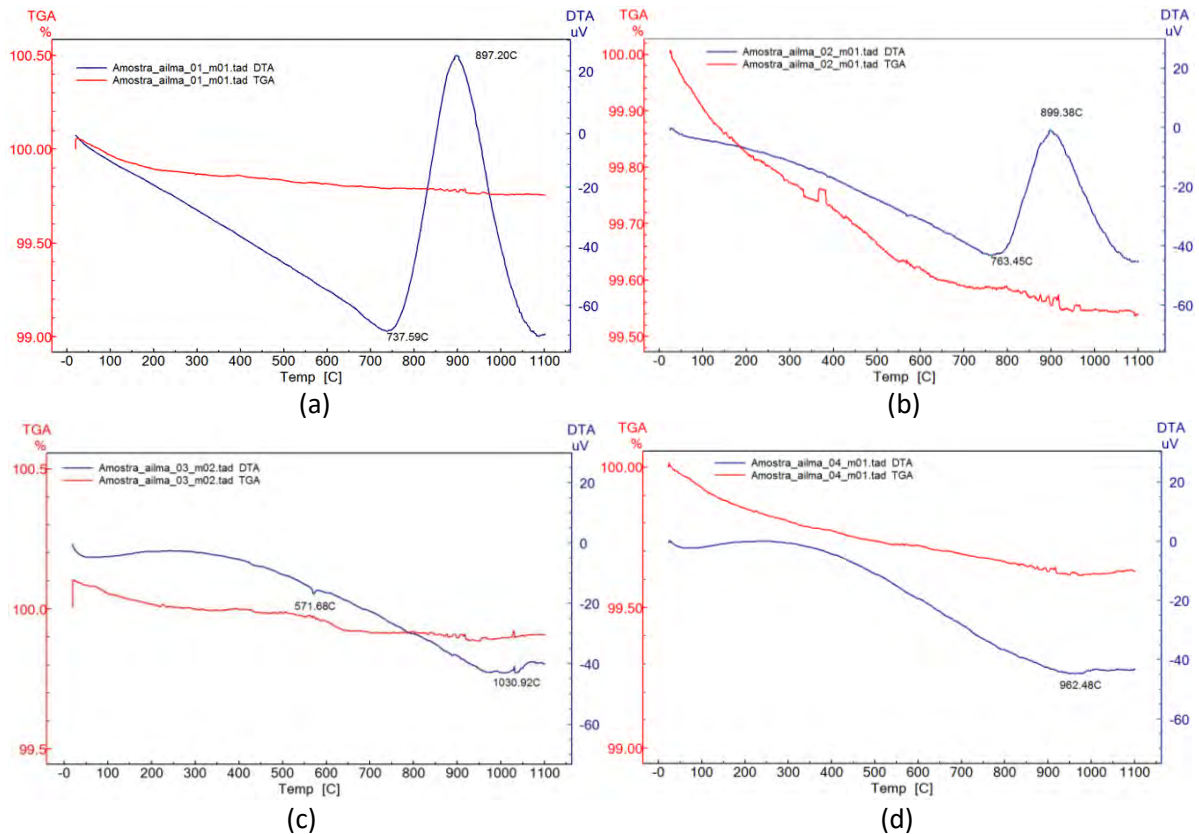 TGA
%
DTA
uV
100.50
100.00
99.50
99.00
20
0
-20
-40
-60
Amostra_ailma_01_m01.tad DTA
Amostra_ailma_01_m01.tad TGA
897.20C
737.59C
-0 100 200 300 400 500 600 700 800 900 1000 1100
Temp [C]
(a)
TGA
%
DTA
uV
100.00
99.90
99.80
99.70
99.60
99.50
20
0
-20
-40
-60
Amostra_ailma_02_m01.tad DTA
Amostra_ailma_02_m01.tad TGA
899.38C
763.45C
-0 100 200 300 400 500 600 700 800 900 1000 1100
Temp [C]
(b)
TGA
%
DTA
uV
100.5
100.0
99.5
20
0
-20
-40
-60
Amostra_ailma_03_m02.tad DTA
Amostra_ailma_03_m02.tad TGA
571.68C
1030.92C
-0 100 200 300 400 500 600 700 800 900 1000 1100
Temp [C]
(c)
TGA
%
DTA
uV
100.00
99.50
99.00
20
0
-20
-40
-60
Amostra_ailma_04_m01.tad DTA
Amostra_ailma_04_m01.tad TGA
962.48C
-0 100 200 300 400 500 600 700 800 900 1000 1100
Temp [C]
(d)